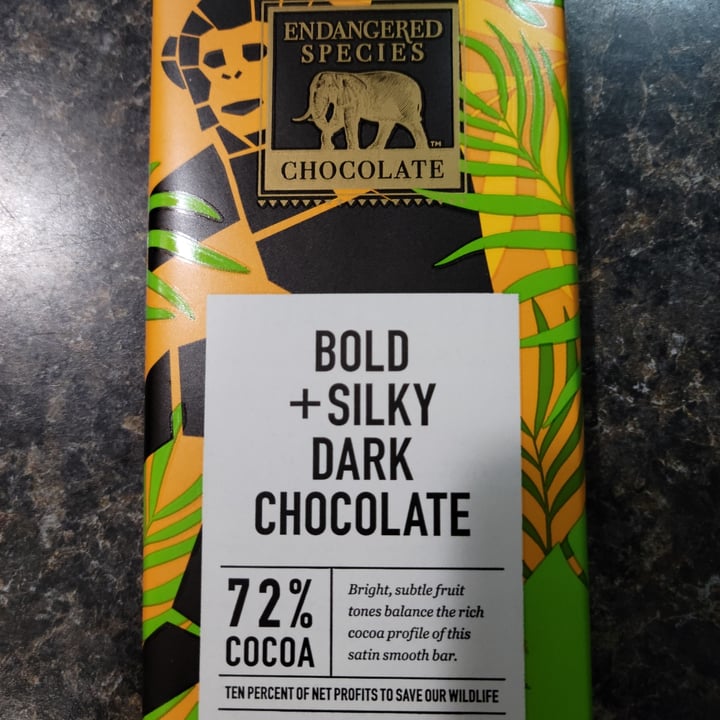 ENDANGERED
SPECIES
TM
CHOCOLATE
BOLD
+SILKY
DARK
CHOCOLATE
72%
COCOA
Bright, subtle fruit
tones balance the rich
cocoa profile of this
satin smooth bar.
TEN PERCENT OF NET PROFITS TO SAVE OUR WILDLIFE